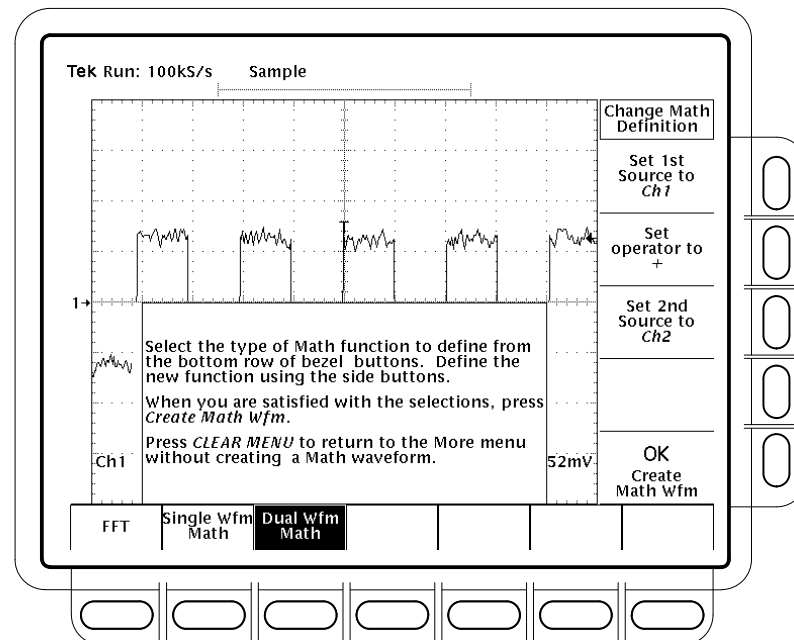 Tek Run: 100kS/s Sample
Change Math
Definition
Set 1st
Source to
Ch1
Set
operator to
+
Set 2nd
Source to
Ch2
1
Select the type of Math function to define from
the bottom row of bezel buttons. Define the
new function using the side buttons.
When you are satisfied with the selections, press
Create Math Wfm.
Press CLEAR MENU to return to the More menu
without creating a Math waveform.
Ch1
52mV
OK
Create
Math Wfm
FFT
Single Wfm
Math
Dual Wfm
Math